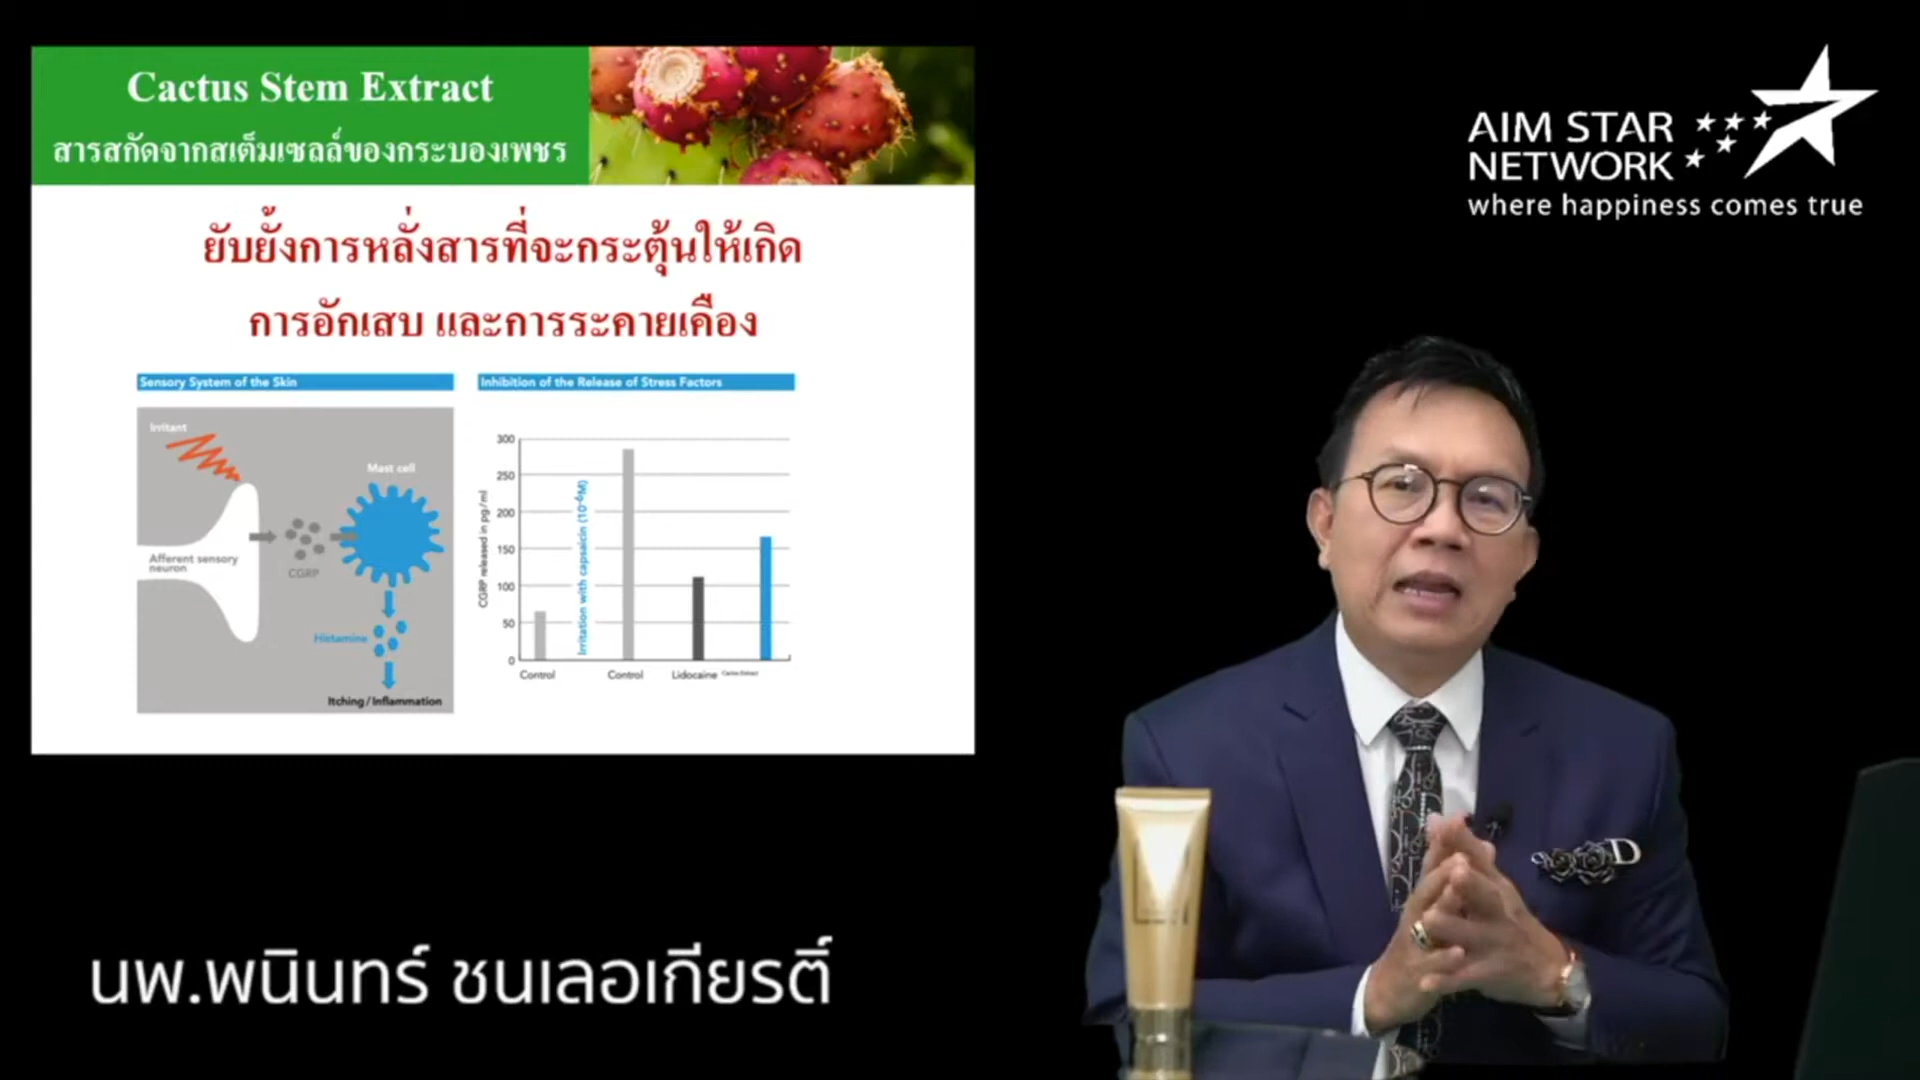 Cactus Stem Extract
สารสกัดจากสเต็มเซลล์ของกระบองเพชร
ยับยั้งการหลั่งสารที่จะกระตุ้นให้เกิด
การอักเสบ และการระคายเคือง
Sensory System of the Skin
Irritant
Mast cell
Afferent sensory
neuron
CGRP
Histamine
Itching / Inflammation
Inhibition of the Release of Stress Factors
CGRP released in pg/ml
300
250
200
150
100
50
0
Irritation with capsaicin (10⁻⁶M)
Control
Control
Lidocaine
Cactus Extract
AIM STAR
NETWORK
where happiness comes true
นพ.พนินทร์ ชนเลอเกียรติ์
D